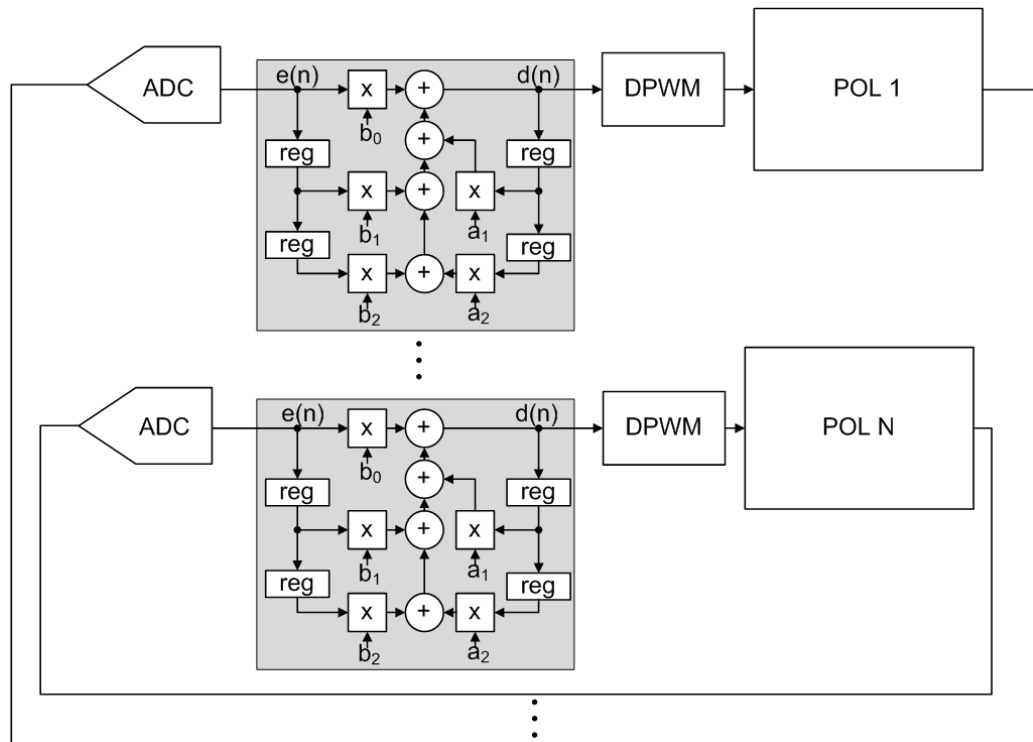 ADC
e(n)
x
+
d(n)
DPWM
POL 1
b₀
+
reg
reg
x
+
x
b₁
a₁
reg
reg
x
+
x
b₂
a₂
ADC
e(n)
x
+
d(n)
DPWM
POL N
b₀
+
reg
reg
x
+
x
b₁
a₁
reg
reg
x
+
x
b₂
a₂